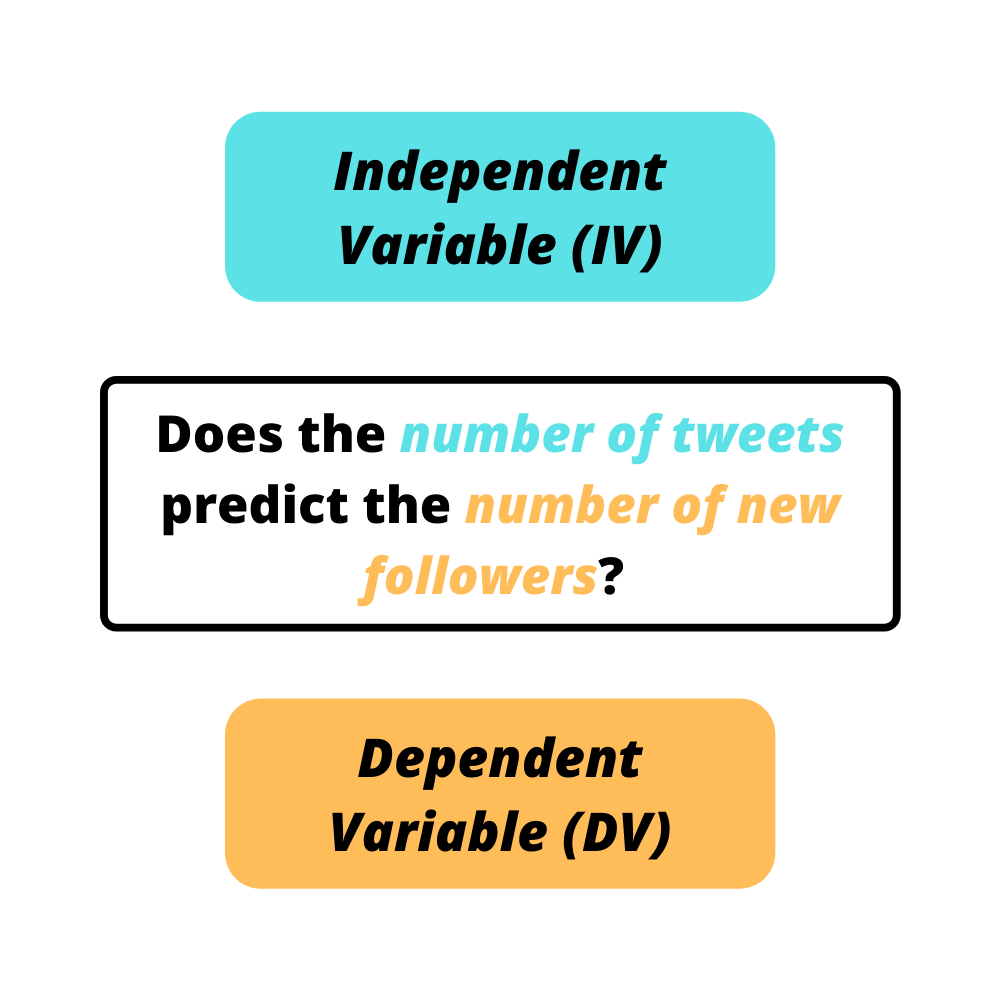 Independent
Variable (IV)
Does the number of tweets
predict the number of new
followers?
Dependent
Variable (DV)